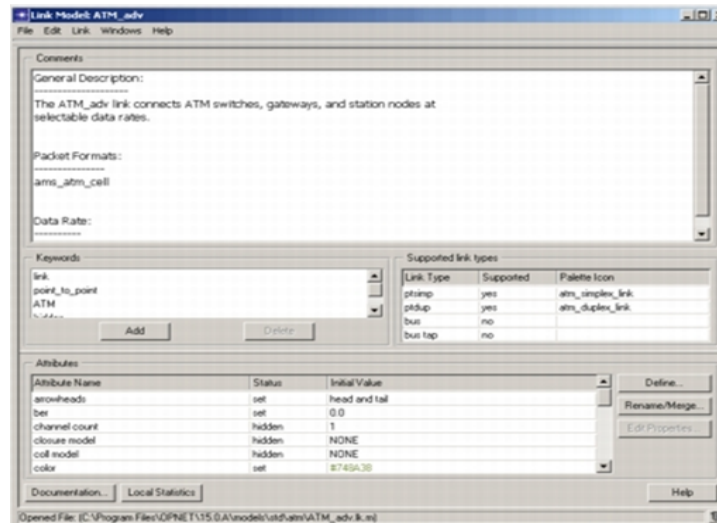 Link Model: ATM_adv
File Edit Link Windows Help
Comments
General Description:
--------------------
The ATM_adv link connects ATM switches, gateways, and station nodes at
selectable data rates.
Packet Formats:
---------------
ams_atm_cell
Data Rate:
----------
Keywords
link
point_to_point
ATM
hidden
Add Delete
Supported link types
Link Type Supported Palette Icon
ptsimp yes atm_simplex_link
ptdup yes atm_duplex_link
bus no
bus tap no
Attributes
Attribute Name Status Initial Value
arrowheads set head and tail
ber set 0.0
channel count hidden 1
closure model hidden NONE
coll model hidden NONE
color set #748A3B
Define...
Rename/Merge...
Edit Properties...
Documentation... Local Statistics Help
Opened File: (C:\Program Files\OPNET\15.0.A\models\std\atm\ATM_adv.lk.m)